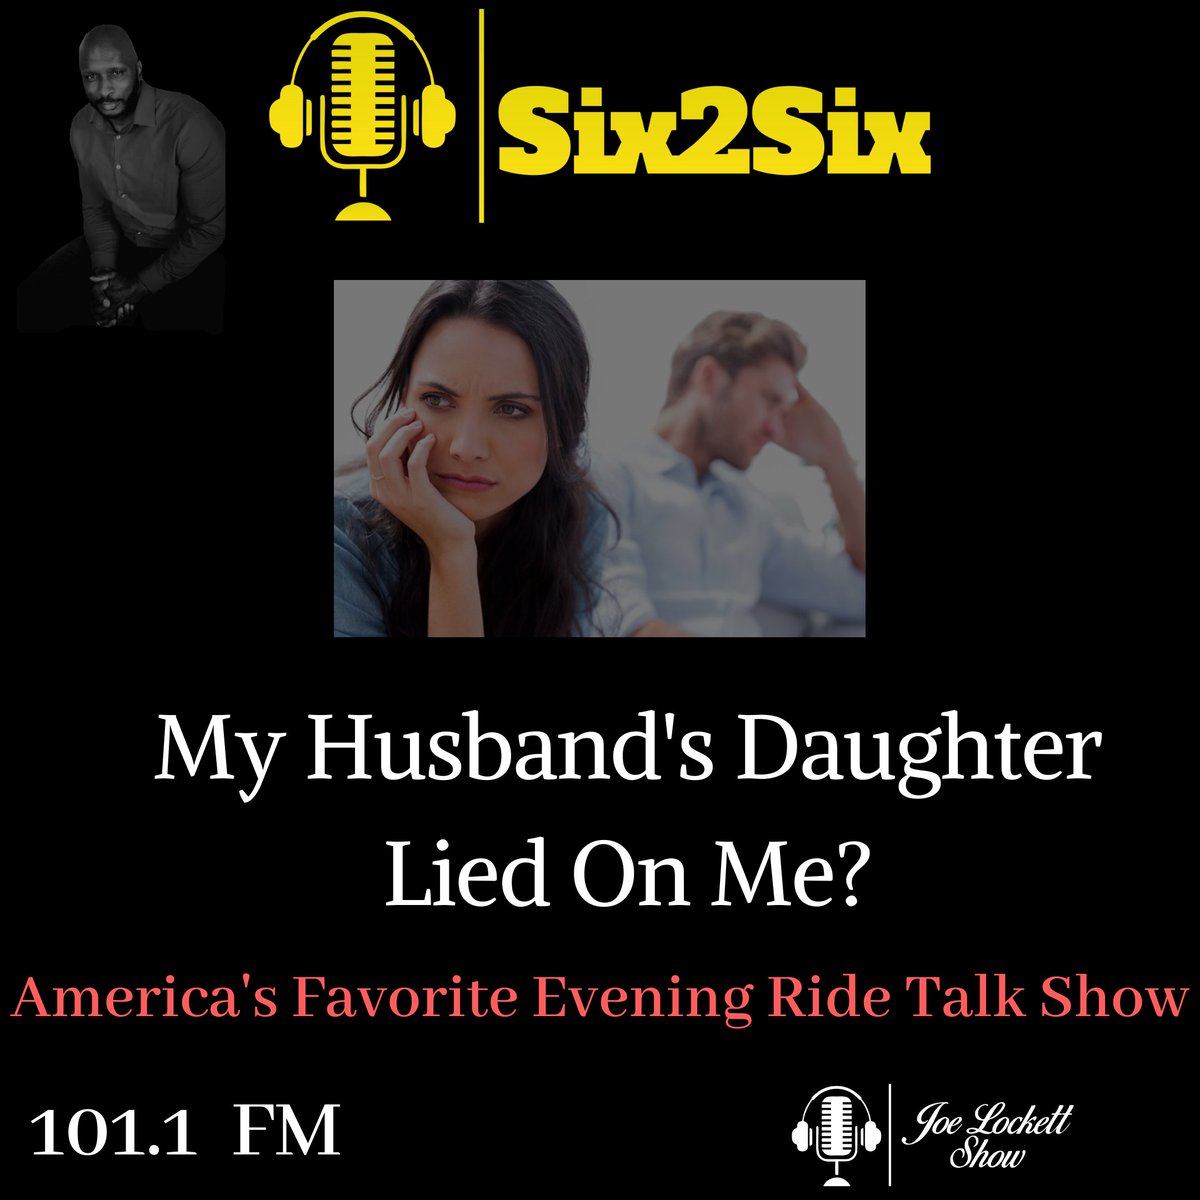 Six2Six
My Husband's Daughter
Lied On Me?
America's Favorite Evening Ride Talk Show
101.1 FM
Joe Lockett
Show